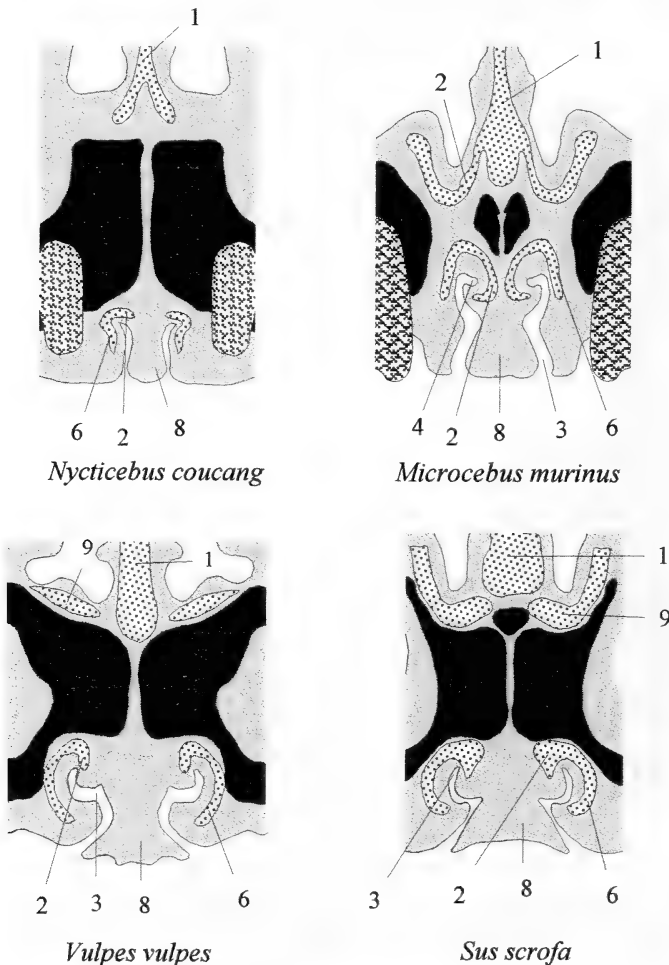 1
1
2
6 2 8
4 2 8 3 6
Nycticebus coucang
Microcebus murinus
9 1
1
9
2 3 8 6
3 2 8 6
Vulpes vulpes
Sus scrofa